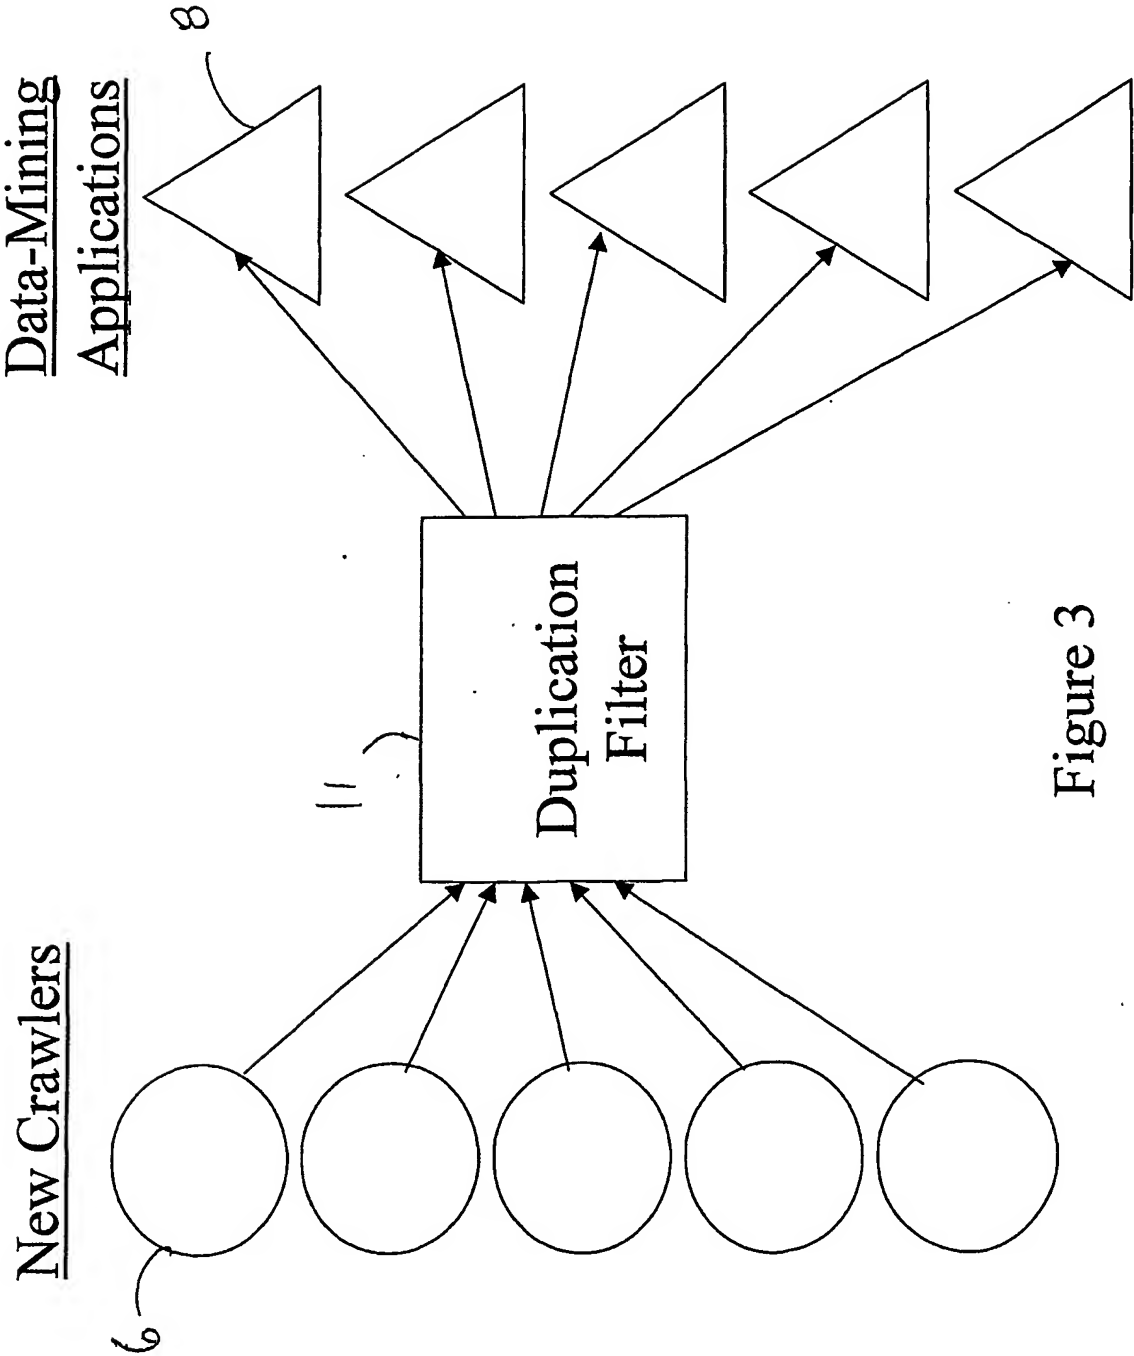 New Crawlers
Data-Mining
Applications
6
8
11
Duplication
Filter
Figure 3